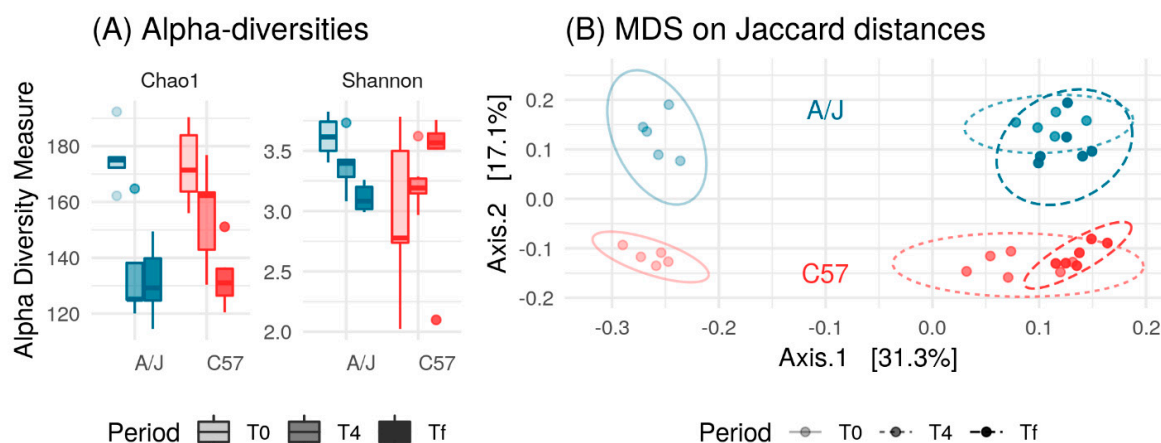 (A) Alpha-diversities
Chao1
Shannon
Alpha Diversity Measure
180
160
140
120
3.5
3.0
2.5
2.0
A/J
C57
A/J
C57
Period T0 T4 Tf
(B) MDS on Jaccard distances
Axis.2 [17.1%]
0.2
0.1
0.0
-0.1
-0.2
A/J
C57
-0.3 -0.2 -0.1 0.0 0.1 0.2
Axis.1 [31.3%]
Period T0 T4 Tf